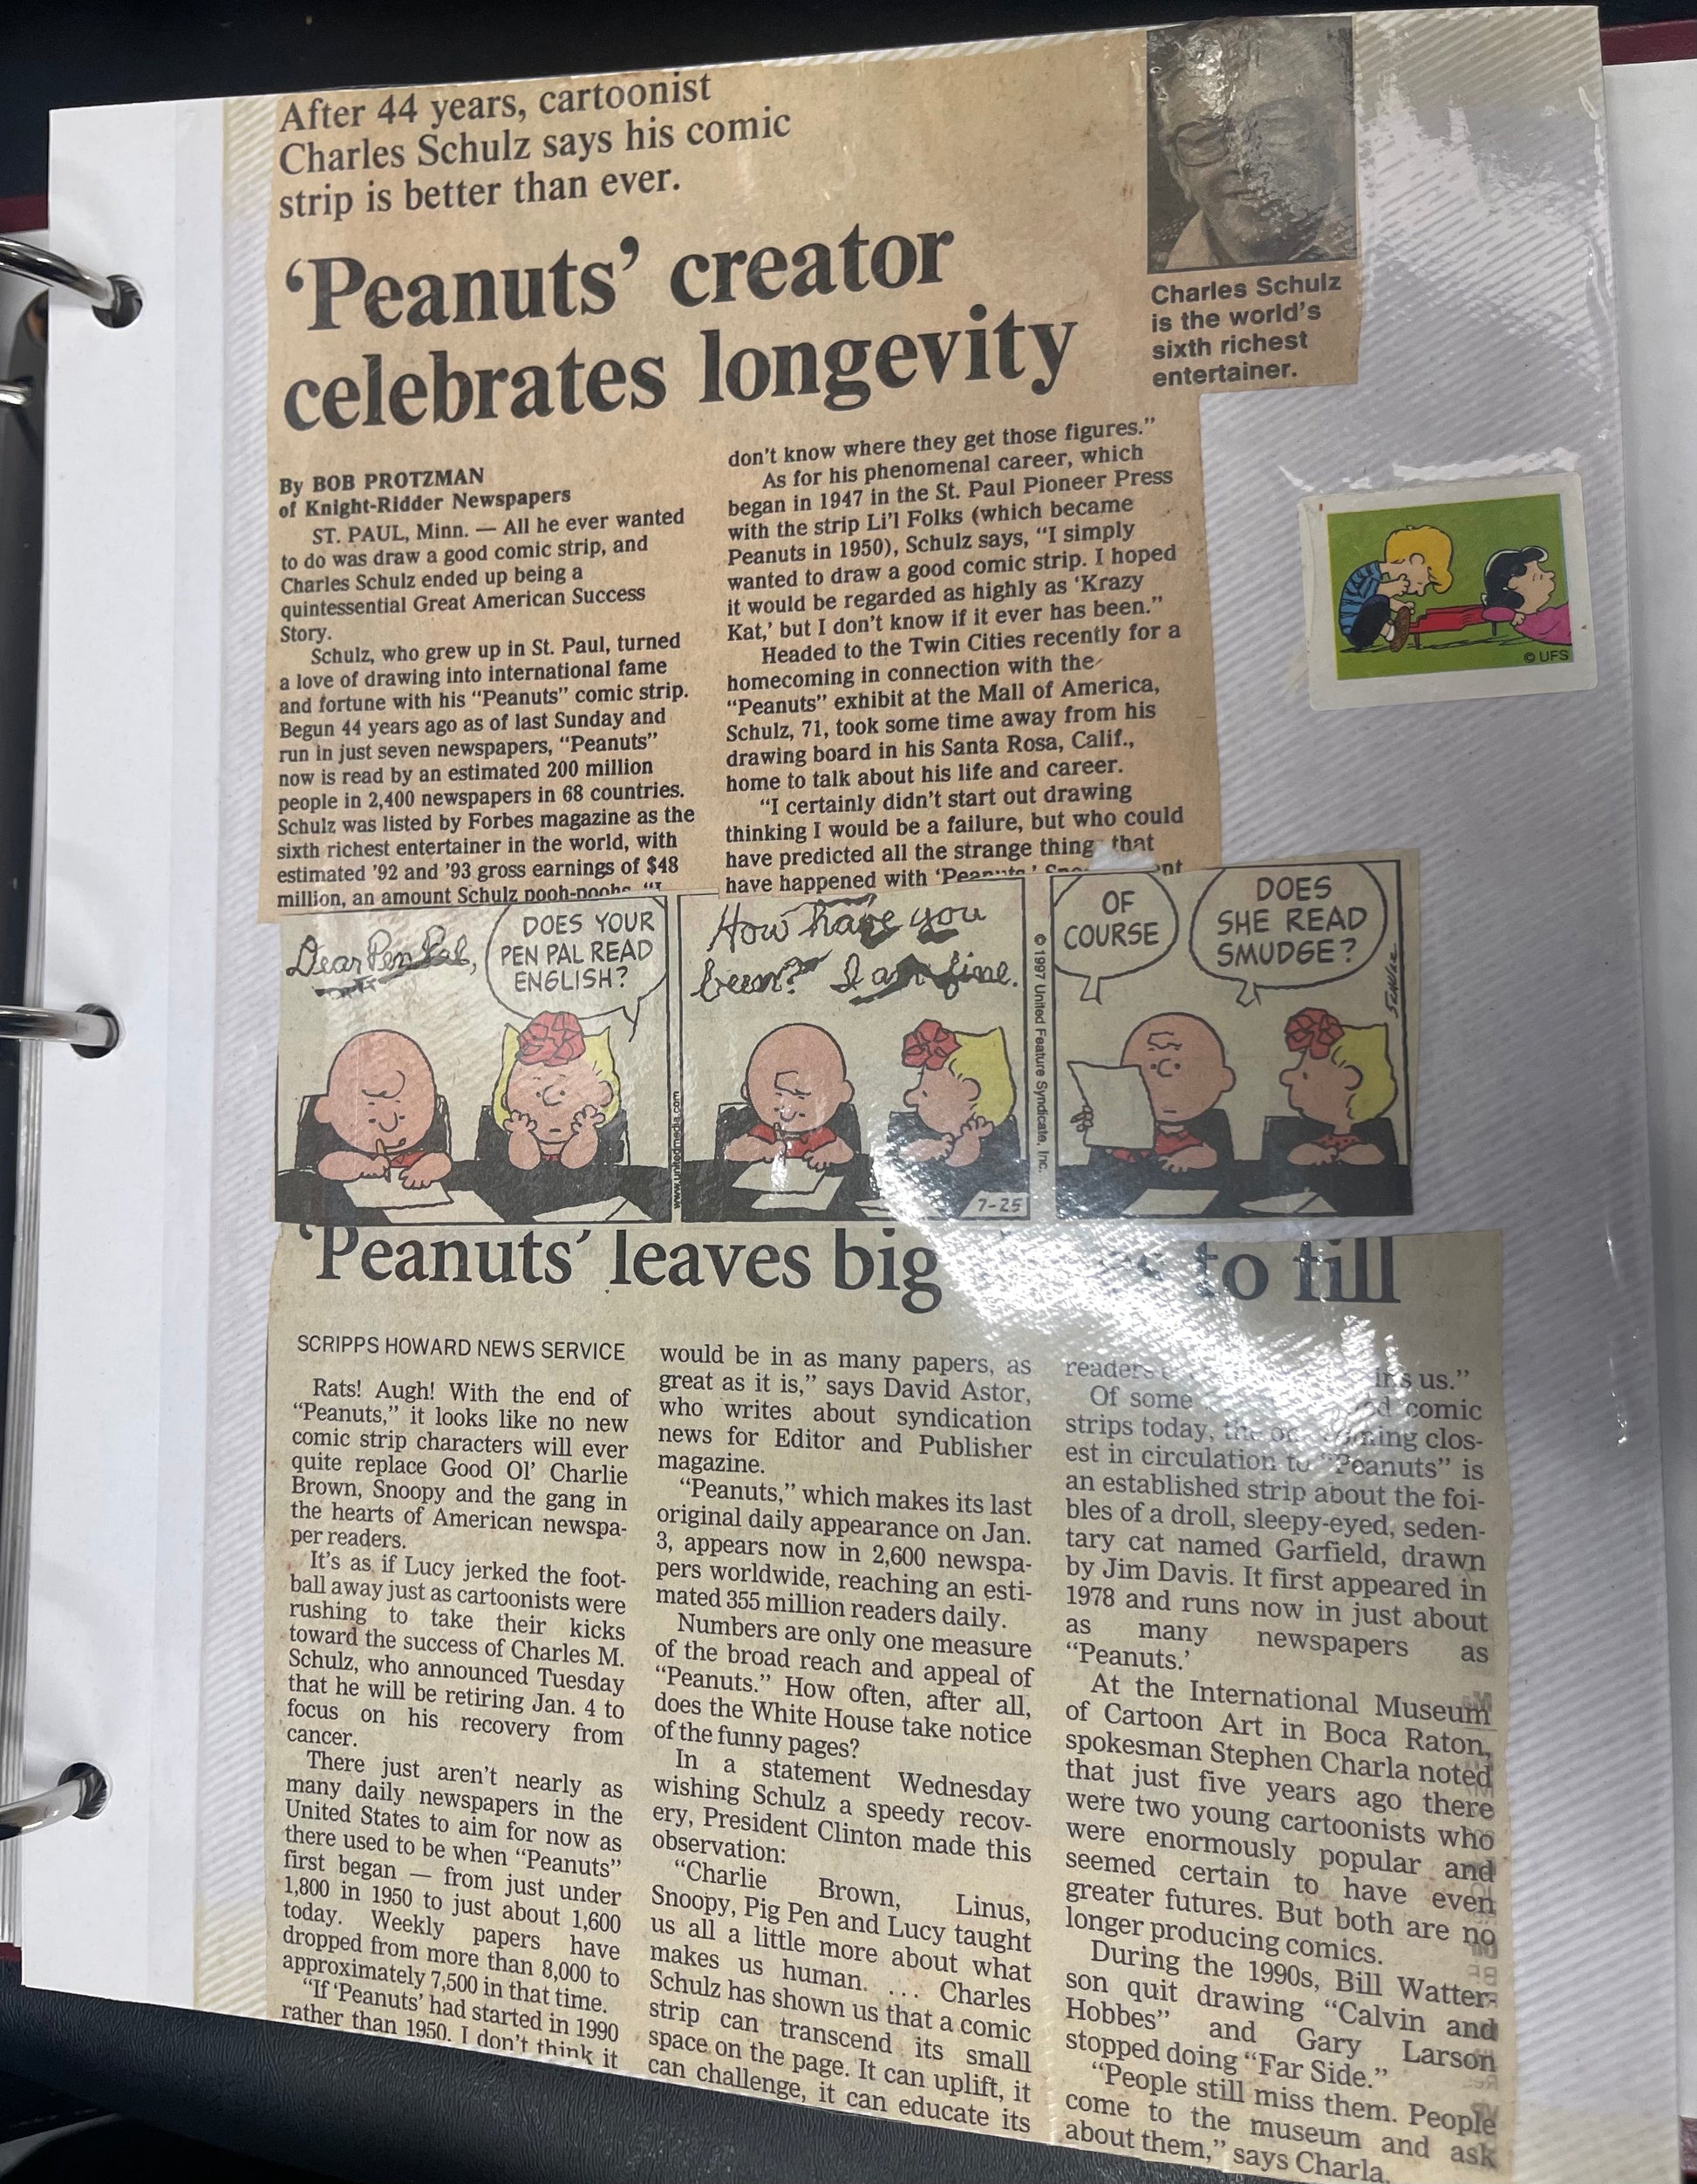 After 44 years, cartoonist
Charles Schulz says his comic
strip is better than ever.
'Peanuts' creator
celebrates longevity
Charles Schulz
is the world's
sixth richest
entertainer.
By BOB PROTZMAN
of Knight-Ridder Newspapers
ST. PAUL, Minn. — All he ever wanted
to do was draw a good comic strip, and
Charles Schulz ended up being a
quintessential Great American Success
Story.
Schulz, who grew up in St. Paul, turned
a love of drawing into international fame
and fortune with his "Peanuts" comic strip.
Begun 44 years ago as of last Sunday and
run in just seven newspapers, "Peanuts"
now is read by an estimated 200 million
people in 2,400 newspapers in 68 countries.
Schulz was listed by Forbes magazine as the
sixth richest entertainer in the world, with
estimated '92 and '93 gross earnings of $48
million, an amount Schulz pooh-poohs. "I
don't know where they get those figures."
As for his phenomenal career, which
began in 1947 in the St. Paul Pioneer Press
with the strip Li'l Folks (which became
Peanuts in 1950), Schulz says, "I simply
wanted to draw a good comic strip. I hoped
it would be regarded as highly as 'Krazy
Kat,' but I don't know if it ever has been."
Headed to the Twin Cities recently for a
homecoming in connection with the
"Peanuts" exhibit at the Mall of America,
Schulz, 71, took some time away from his
drawing board in his Santa Rosa, Calif.,
home to talk about his life and career.
"I certainly didn't start out drawing
thinking I would be a failure, but who could
have predicted all the strange thing that
have happened with 'Peanuts.'
© UFS
Dear Pen Pal,
DOES YOUR
PEN PAL READ
ENGLISH?
www.unitedmedia.com
How have you
been? I am fine.
7-25
© 1997 United Feature Syndicate, Inc.
OF
COURSE
DOES
SHE READ
SMUDGE?
SCHULZ
'Peanuts' leaves big to fill
SCRIPPS HOWARD NEWS SERVICE
Rats! Augh! With the end of
"Peanuts," it looks like no new
comic strip characters will ever
quite replace Good Ol' Charlie
Brown, Snoopy and the gang in
the hearts of American newspa-
per readers.
It's as if Lucy jerked the foot-
ball away just as cartoonists were
rushing to take their kicks
toward the success of Charles M.
Schulz, who announced Tuesday
that he will be retiring Jan. 4 to
focus on his recovery from
cancer.
There just aren't nearly as
many daily newspapers in the
United States to aim for now as
there used to be when "Peanuts"
first began — from just under
1,800 in 1950 to just about 1,600
today. Weekly papers have
dropped from more than 8,000 to
approximately 7,500 in that time.
"If 'Peanuts' had started in 1990
rather than 1950. I don't think it
would be in as many papers, as
great as it is," says David Astor,
who writes about syndication
news for Editor and Publisher
magazine.
"Peanuts," which makes its last
original daily appearance on Jan.
3, appears now in 2,600 newspa-
pers worldwide, reaching an esti-
mated 355 million readers daily.
Numbers are only one measure
of the broad reach and appeal of
"Peanuts." How often, after all,
does the White House take notice
of the funny pages?
In a statement Wednesday
wishing Schulz a speedy recov-
ery, President Clinton made this
observation:
"Charlie Brown, Linus,
Snoopy, Pig Pen and Lucy taught
us all a little more about what
makes us human. ... Charles
Schulz has shown us that a comic
strip can transcend its small
space on the page. It can uplift, it
can challenge, it can educate its
readers us."
Of some comic
strips today, the clos-
est in circulation to "Peanuts" is
an established strip about the foi-
bles of a droll, sleepy-eyed, seden-
tary cat named Garfield, drawn
by Jim Davis. It first appeared in
1978 and runs now in just about
as many newspapers as
"Peanuts.'
At the International Museum
of Cartoon Art in Boca Raton,
spokesman Stephen Charla noted
that just five years ago there
were two young cartoonists who
were enormously popular and
seemed certain to have even
greater futures. But both are no
longer producing comics.
During the 1990s, Bill Watter-
son quit drawing "Calvin and
Hobbes" and Gary Larson
stopped doing "Far Side."
"People still miss them. People
come to the museum and ask
about them," says Charla.